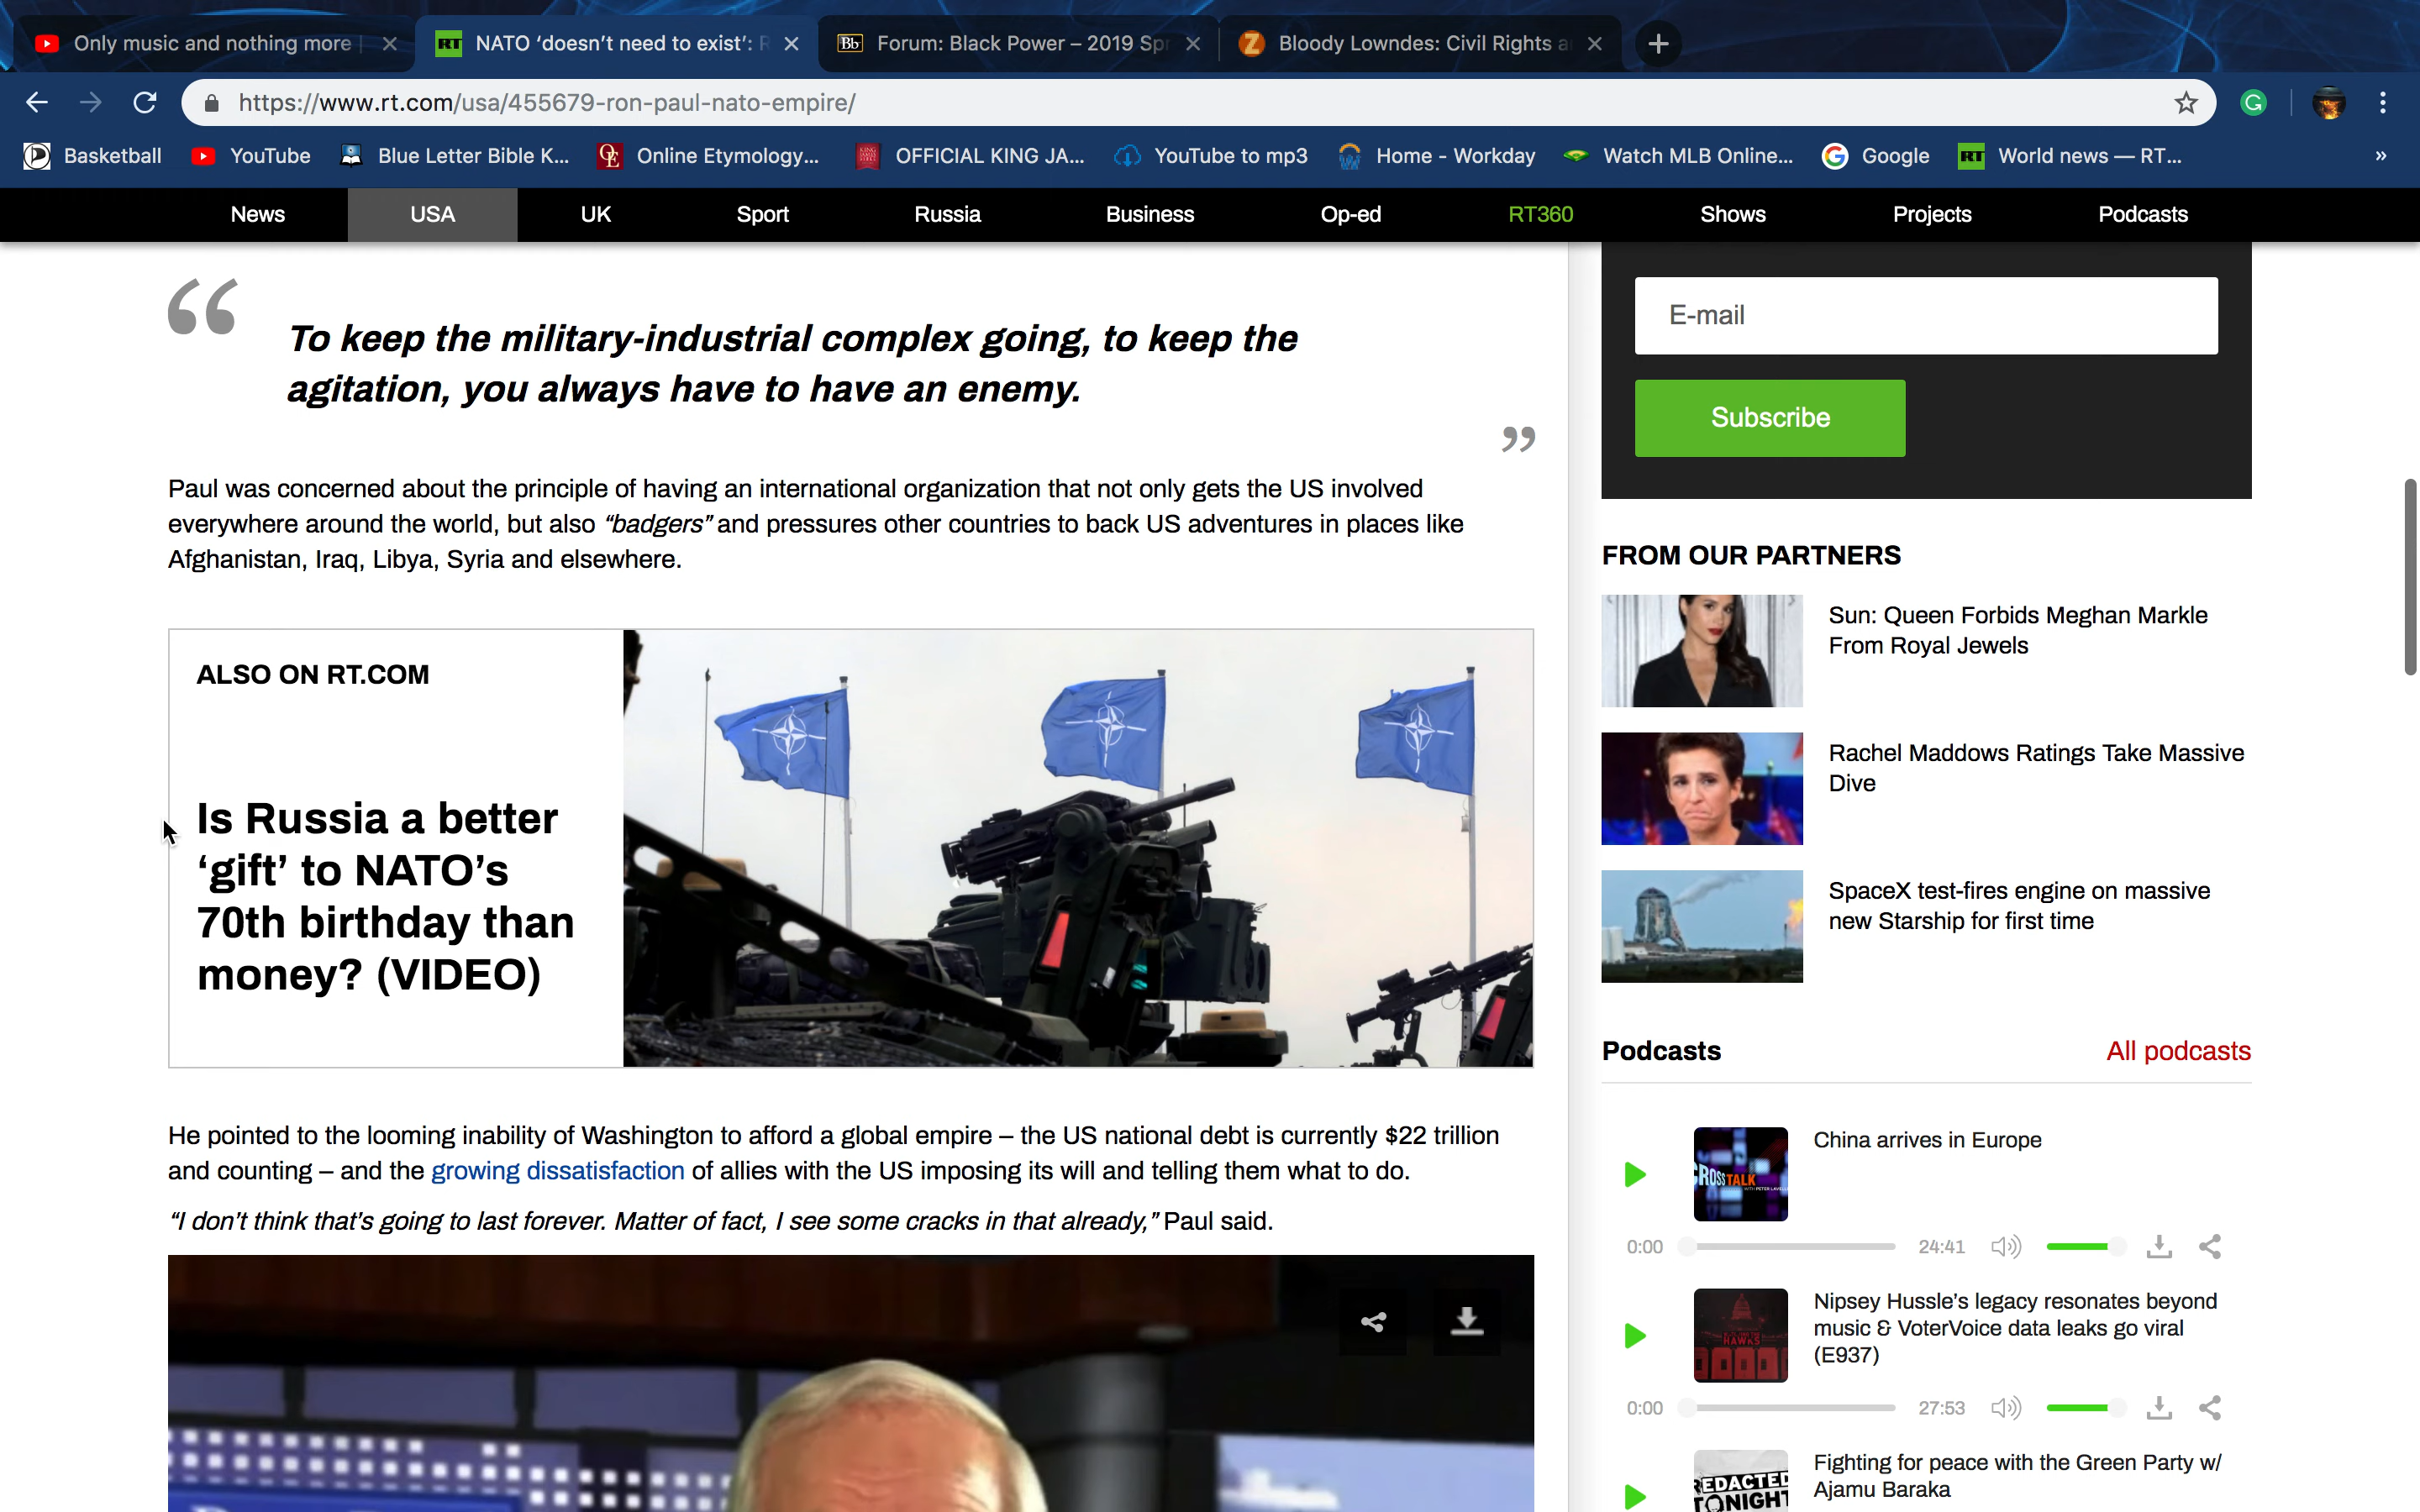 Only music and nothing more |
RT
NATO ‘doesn’t need to exist’: R
Bb
Forum: Black Power – 2019 Spr
Z
Bloody Lowndes: Civil Rights a
https://www.rt.com/usa/455679-ron-paul-nato-empire/
Basketball
YouTube
Blue Letter Bible K...
OE
Online Etymology...
OFFICIAL KING JA...
YouTube to mp3
Home - Workday
Watch MLB Online...
Google
RT
World news — RT...
»
News
USA
UK
Sport
Russia
Business
Op-ed
RT360
Shows
Projects
Podcasts
“
To keep the military-industrial complex going, to keep the
agitation, you always have to have an enemy.
”
Paul was concerned about the principle of having an international organization that not only gets the US involved
everywhere around the world, but also “badgers” and pressures other countries to back US adventures in places like
Afghanistan, Iraq, Libya, Syria and elsewhere.
ALSO ON RT.COM
Is Russia a better
‘gift’ to NATO’s
70th birthday than
money? (VIDEO)
He pointed to the looming inability of Washington to afford a global empire – the US national debt is currently $22 trillion
and counting – and the growing dissatisfaction of allies with the US imposing its will and telling them what to do.
“I don’t think that’s going to last forever. Matter of fact, I see some cracks in that already,” Paul said.
E-mail
Subscribe
FROM OUR PARTNERS
Sun: Queen Forbids Meghan Markle
From Royal Jewels
Rachel Maddows Ratings Take Massive
Dive
SpaceX test-fires engine on massive
new Starship for first time
Podcasts
All podcasts
CROSSTALK
WITH PETER LAVELLE
China arrives in Europe
0:00
24:41
HAWKS
Nipsey Hussle’s legacy resonates beyond
music & VoterVoice data leaks go viral
(E937)
0:00
27:53
REDACTED
TONIGHT
Fighting for peace with the Green Party w/
Ajamu Baraka